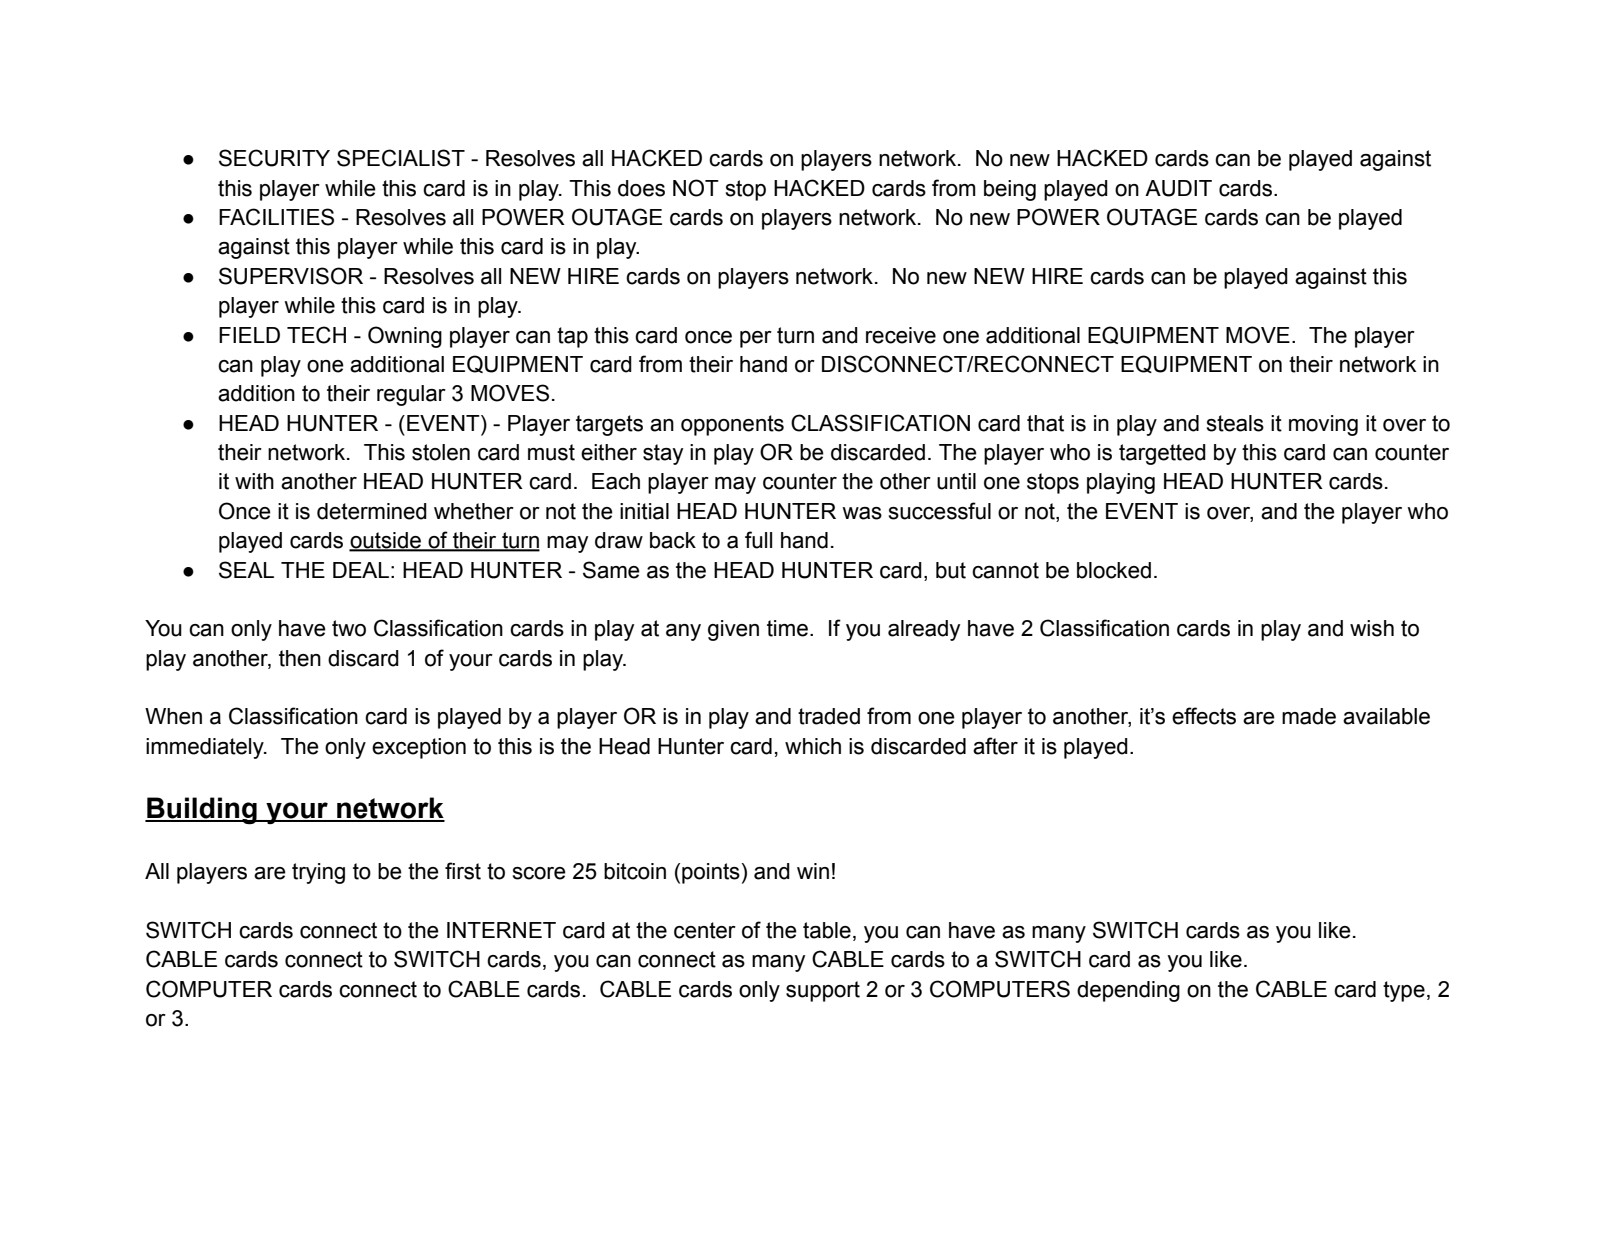 ● SECURITY SPECIALIST - Resolves all HACKED cards on players network.  No new HACKED cards can be played against
this player while this card is in play. This does NOT stop HACKED cards from being played on AUDIT cards.
● FACILITIES - Resolves all POWER OUTAGE cards on players network.  No new POWER OUTAGE cards can be played
against this player while this card is in play.
● SUPERVISOR - Resolves all NEW HIRE cards on players network.  No new NEW HIRE cards can be played against this
player while this card is in play.
● FIELD TECH - Owning player can tap this card once per turn and receive one additional EQUIPMENT MOVE.  The player
can play one additional EQUIPMENT card from their hand or DISCONNECT/RECONNECT EQUIPMENT on their network in
addition to their regular 3 MOVES.
● HEAD HUNTER - (EVENT) - Player targets an opponents CLASSIFICATION card that is in play and steals it moving it over to
their network.  This stolen card must either stay in play OR be discarded. The player who is targetted by this card can counter
it with another HEAD HUNTER card.  Each player may counter the other until one stops playing HEAD HUNTER cards.
Once it is determined whether or not the initial HEAD HUNTER was successful or not, the EVENT is over, and the player who
played cards outside of their turn may draw back to a full hand.
● SEAL THE DEAL: HEAD HUNTER - Same as the HEAD HUNTER card, but cannot be blocked.
You can only have two Classification cards in play at any given time.  If you already have 2 Classification cards in play and wish to
play another, then discard 1 of your cards in play.
When a Classification card is played by a player OR is in play and traded from one player to another, it’s effects are made available
immediately.  The only exception to this is the Head Hunter card, which is discarded after it is played.
Building your network
All players are trying to be the first to score 25 bitcoin (points) and win!
SWITCH cards connect to the INTERNET card at the center of the table, you can have as many SWITCH cards as you like.
CABLE cards connect to SWITCH cards, you can connect as many CABLE cards to a SWITCH card as you like.
COMPUTER cards connect to CABLE cards.  CABLE cards only support 2 or 3 COMPUTERS depending on the CABLE card type, 2
or 3.